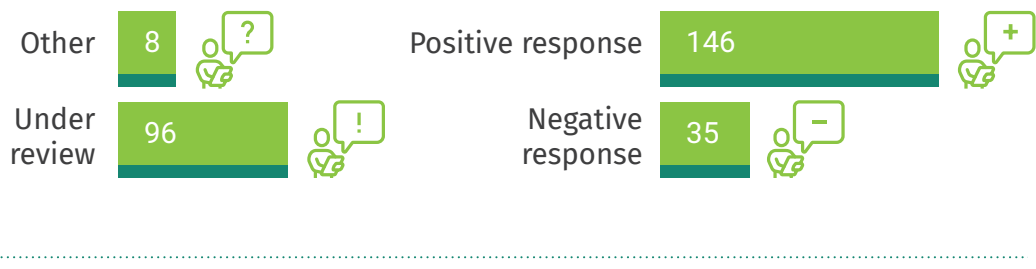 Other 8 ?
Positive response 146 +
Under
review 96 !
Negative
response 35 -